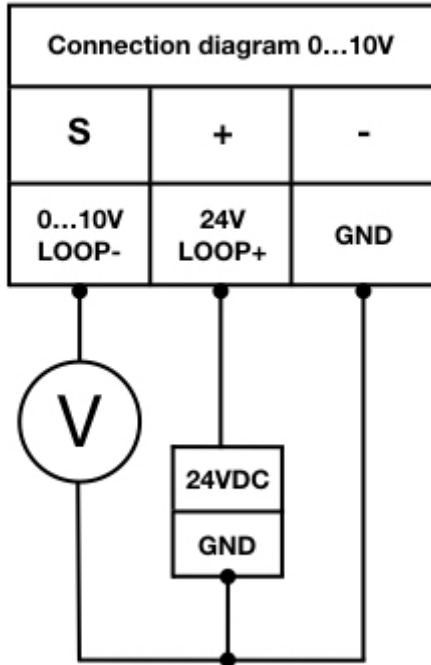 Connection diagram 0...10V
S + -
0...10V 24V GND
LOOP- LOOP+
V
24VDC
GND